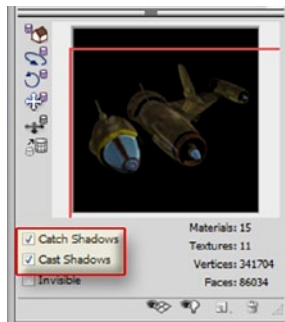 Materials: 15
Catch Shadows
Textures: 11
Cast Shadows
Vertices: 341704
Invisible
Faces: 86034